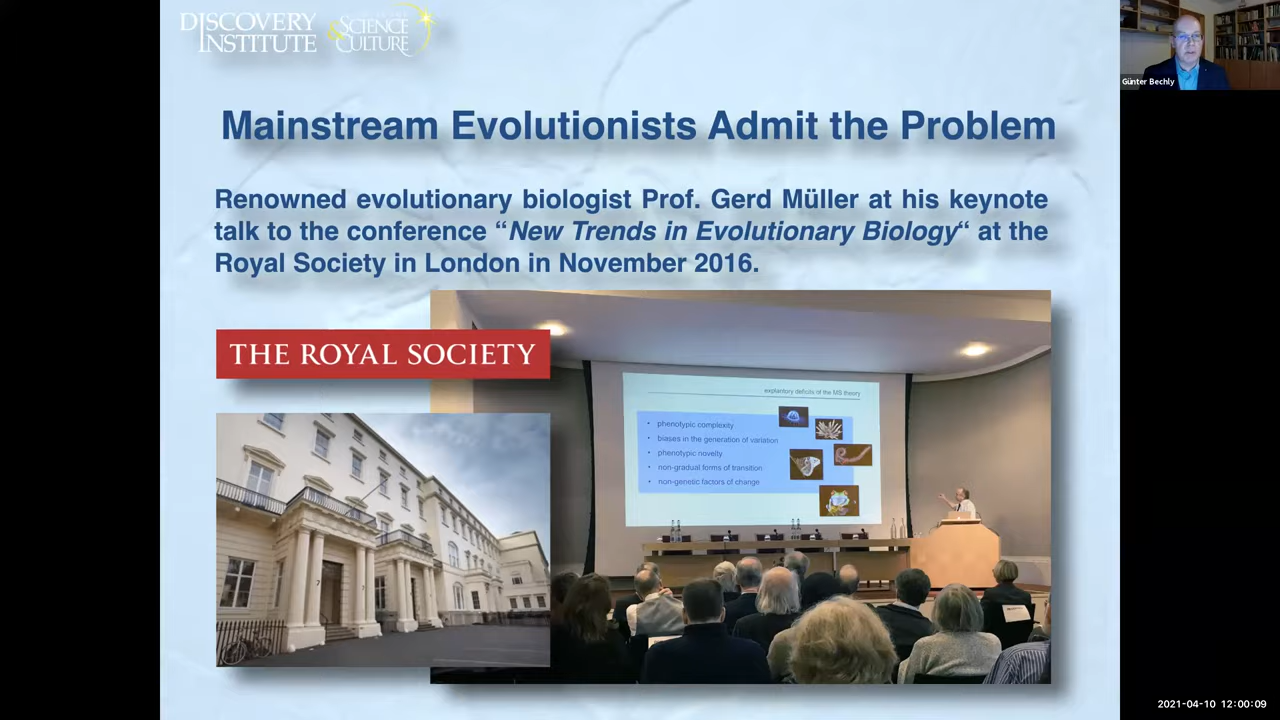 DISCOVERY
INSTITUTE
SCIENCE
&CULTURE
Günter Bechly
Mainstream Evolutionists Admit the Problem
Renowned evolutionary biologist Prof. Gerd Müller at his keynote
talk to the conference “New Trends in Evolutionary Biology“ at the
Royal Society in London in November 2016.
THE ROYAL SOCIETY
explantory deficits of the MS theory
• phenotypic complexity
• biases in the generation of variation
• phenotypic novelty
• non-gradual forms of transition
• non-genetic factors of change
7
7
2021-04-10 12:00:09